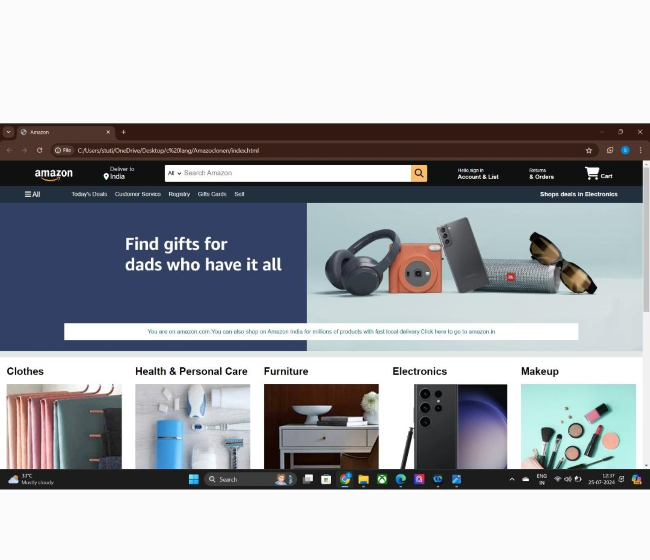 Amazon
File
C:/Users/stuti/OneDrive/Desktop/c%20lang/Amazoclonen/index.html
amazon
Deliver to
India
All
Search Amazon
Hello sign in
Account & List
Returns
& Orders
Cart
All
Today's Deals
Customer Service
Registry
Gifts Cards
Sell
Shops deals in Electronics
Find gifts for
dads who have it all
JBL
You are on amazon.com.You can also shop on Amazon India for millions of products with fast local delivery.Click here to go to amazon.in
Clothes
Health & Personal Care
Furniture
Electronics
Makeup
33°C
Mostly cloudy
Search
ENG
IN
12:37
25-07-2024